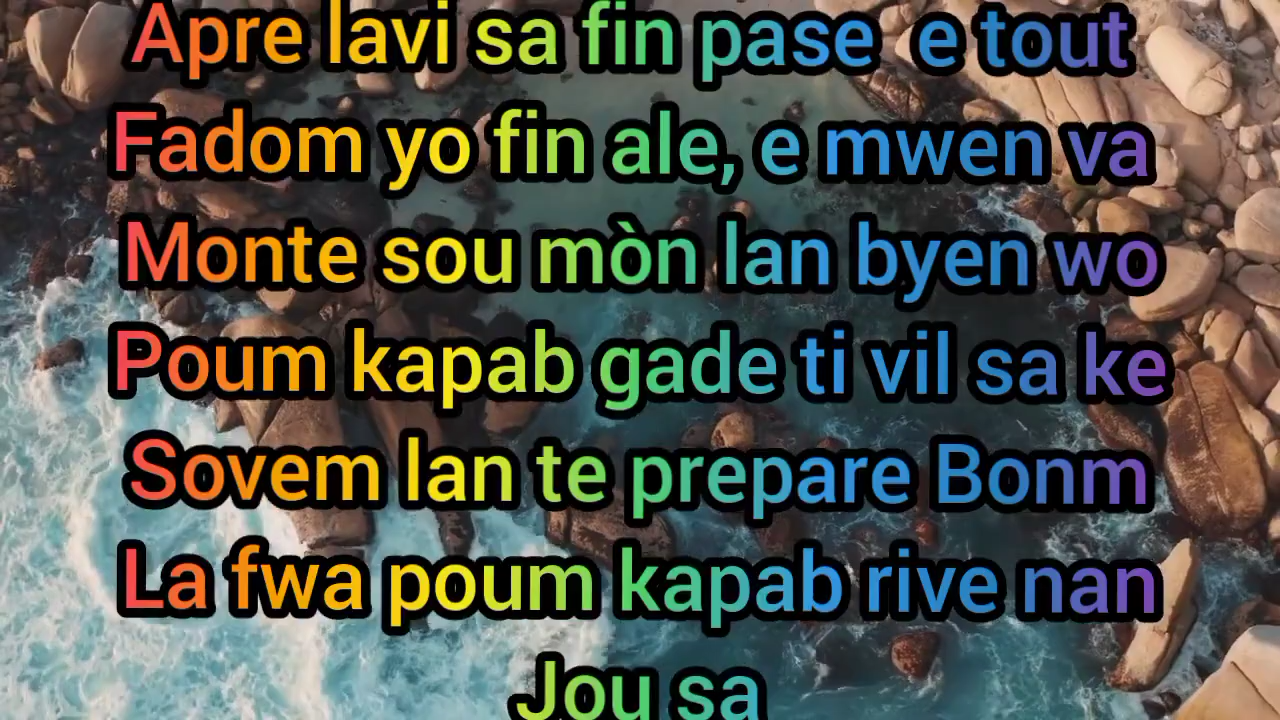 Apre lavi sa fin pase e tout
Fadom yo fin ale, e mwen va
Monte sou mòn lan byen wo
Poum kapab gade ti vil sa ke
Sovem lan te prepare Bonm
La fwa poum kapab rive nan
Jou sa